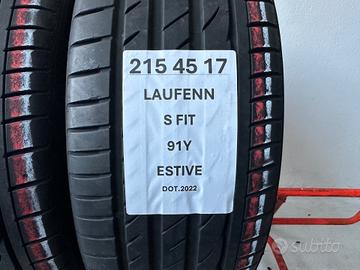 215 45 17
LAUFENN
S FIT
91Y
ESTIVE
DOT.2022
subito